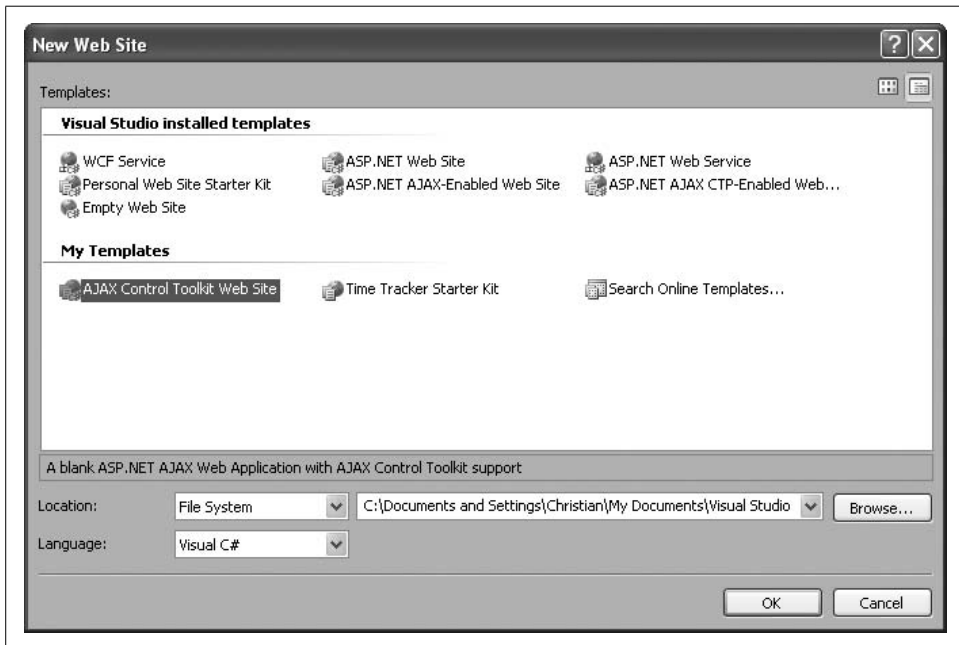 New Web Site
Templates:
Visual Studio installed templates
WCF Service
ASP.NET Web Site
ASP.NET Web Service
Personal Web Site Starter Kit
ASP.NET AJAX-Enabled Web Site
ASP.NET AJAX CTP-Enabled Web...
Empty Web Site
My Templates
AJAX Control Toolkit Web Site
Time Tracker Starter Kit
Search Online Templates...
A blank ASP.NET AJAX Web Application with AJAX Control Toolkit support
Location:
File System
C:\Documents and Settings\Christian\My Documents\Visual Studio
Browse...
Language:
Visual C#
OK
Cancel